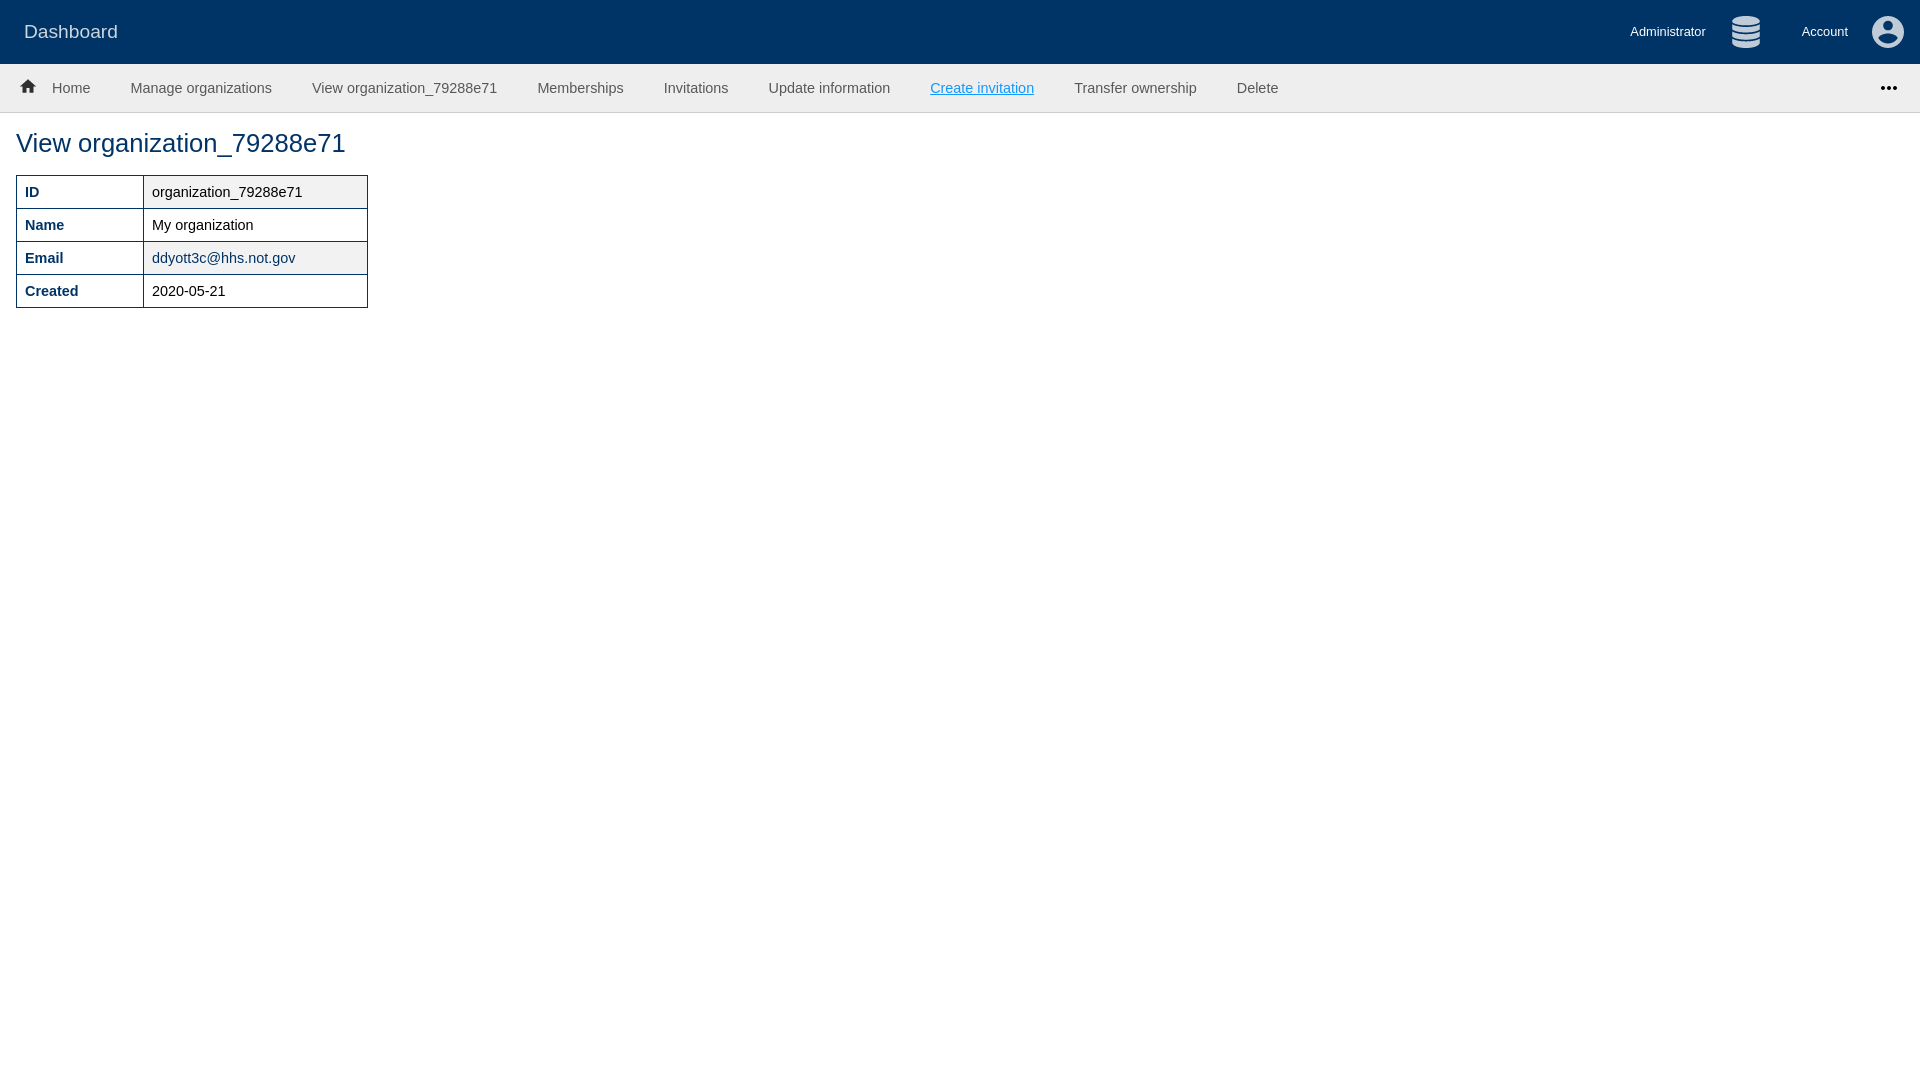 Dashboard
Administrator
Account
Home
Manage organizations
View organization_79288e71
Memberships
Invitations
Update information
Create invitation
Transfer ownership
Delete
View organization_79288e71
ID organization_79288e71
Name My organization
Email ddyott3c@hhs.not.gov
Created 2020-05-21